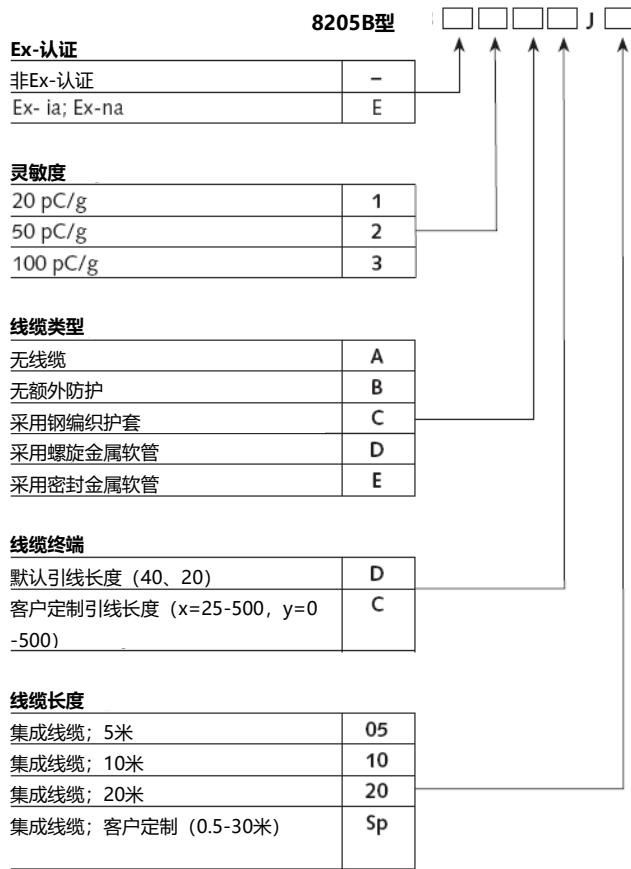 8205B型 □ □ □ □ J □
Ex-认证
非Ex-认证 –
Ex- ia; Ex-na E
灵敏度
20 pC/g 1
50 pC/g 2
100 pC/g 3
线缆类型
无线缆 A
无额外防护 B
采用钢编织护套 C
采用螺旋金属软管 D
采用密封金属软管 E
线缆终端
默认引线长度（40、20） D
客户定制引线长度（x=25-500，y=0 C
-500）
线缆长度
集成线缆；5米 05
集成线缆；10米 10
集成线缆；20米 20
集成线缆；客户定制（0.5-30米） Sp